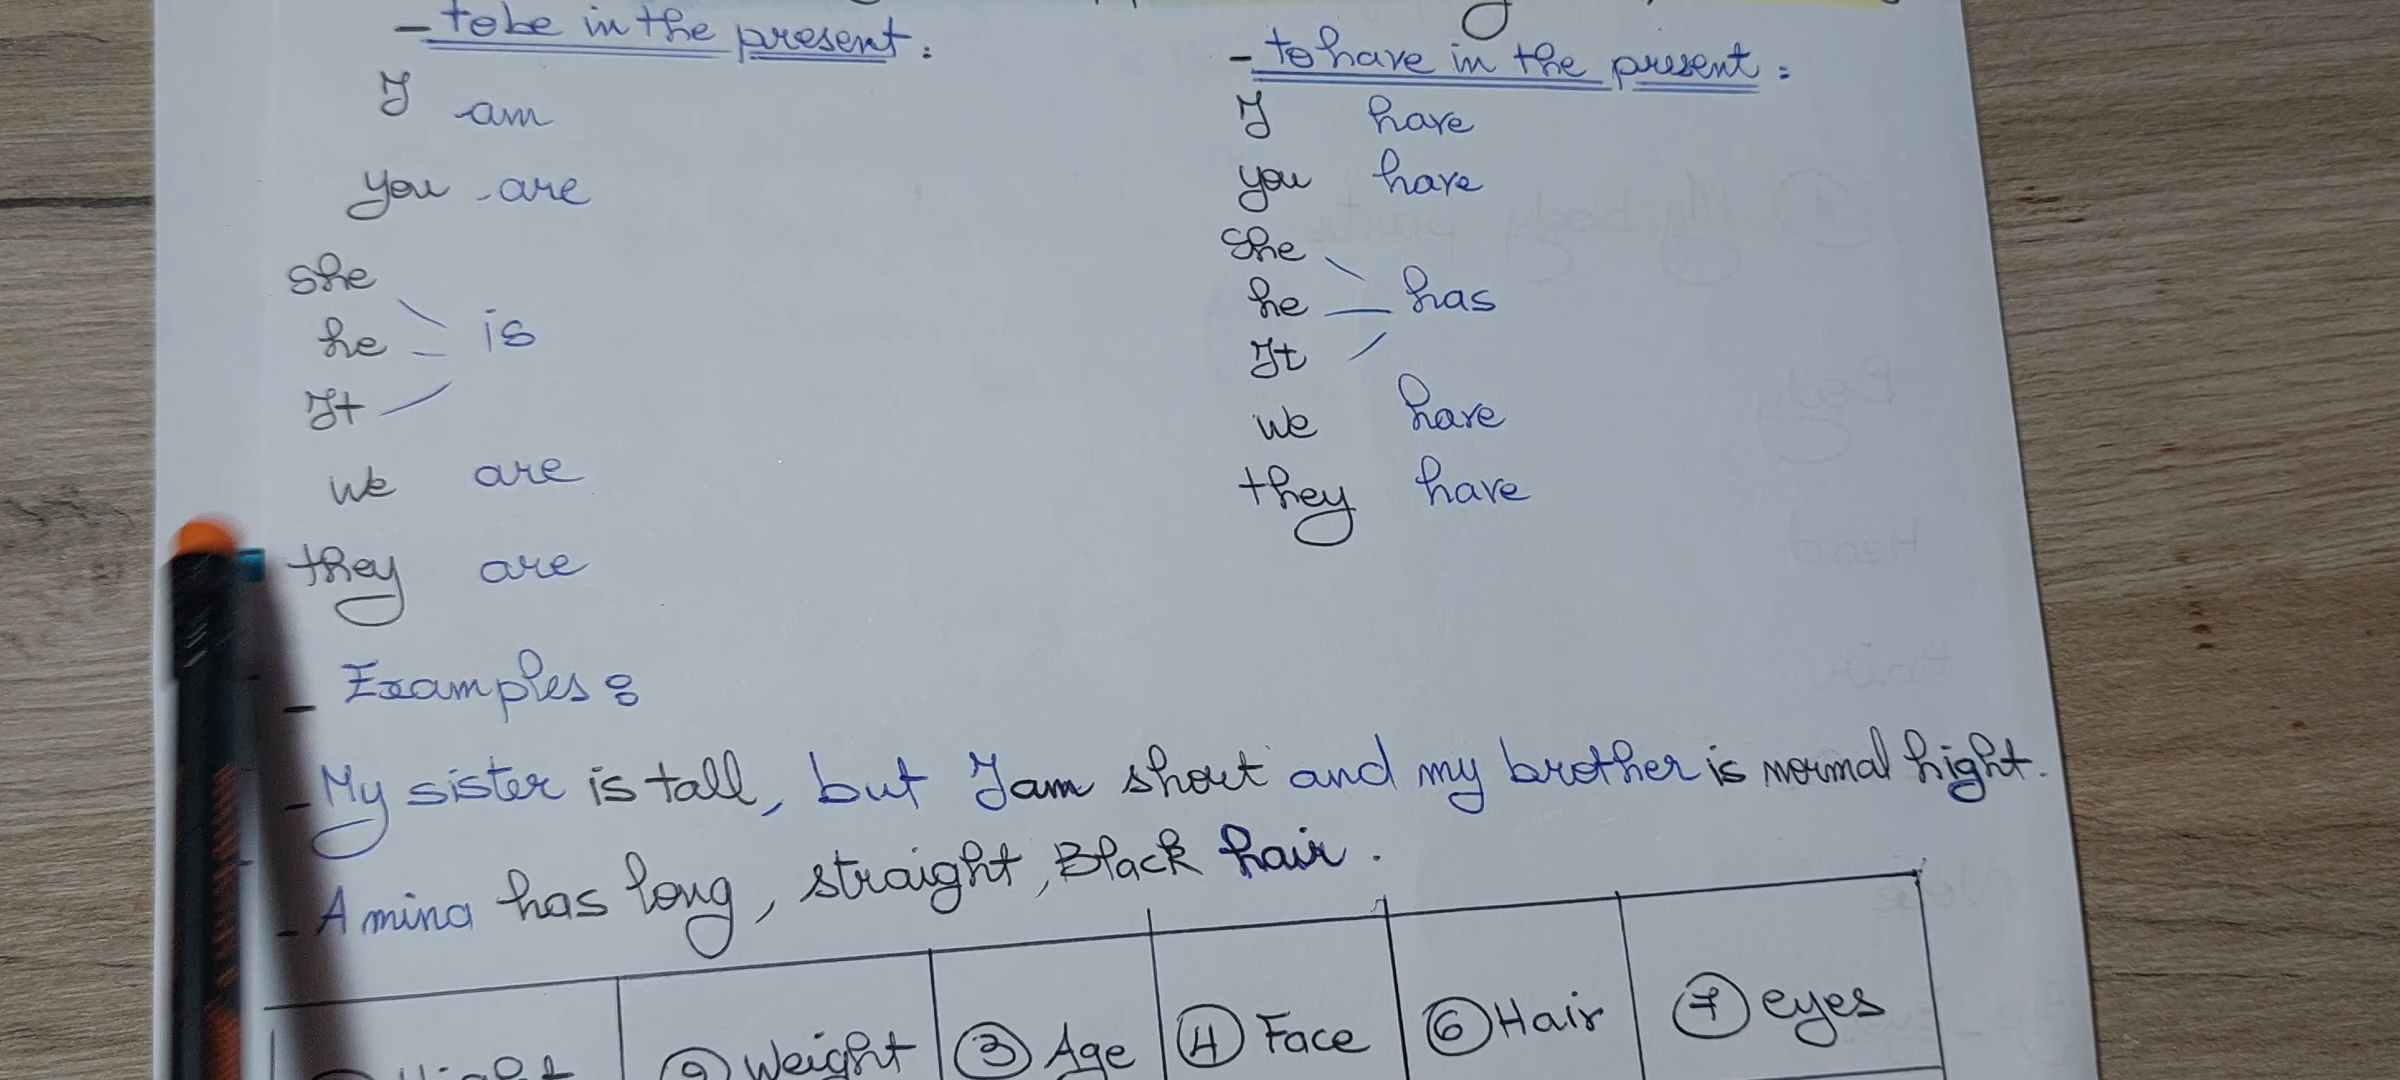 - to be in the present :
I am
you are
she
he is
It
we are
they are
- to have in the present :
I have
you have
she
he has
It
we have
they have
- Examples :
- My sister is tall, but I am short and my brother is normal hight.
- Amina has long, straight, Black hair.
② Weight ③ Age ④ Face ⑥ Hair ⑦ eyes